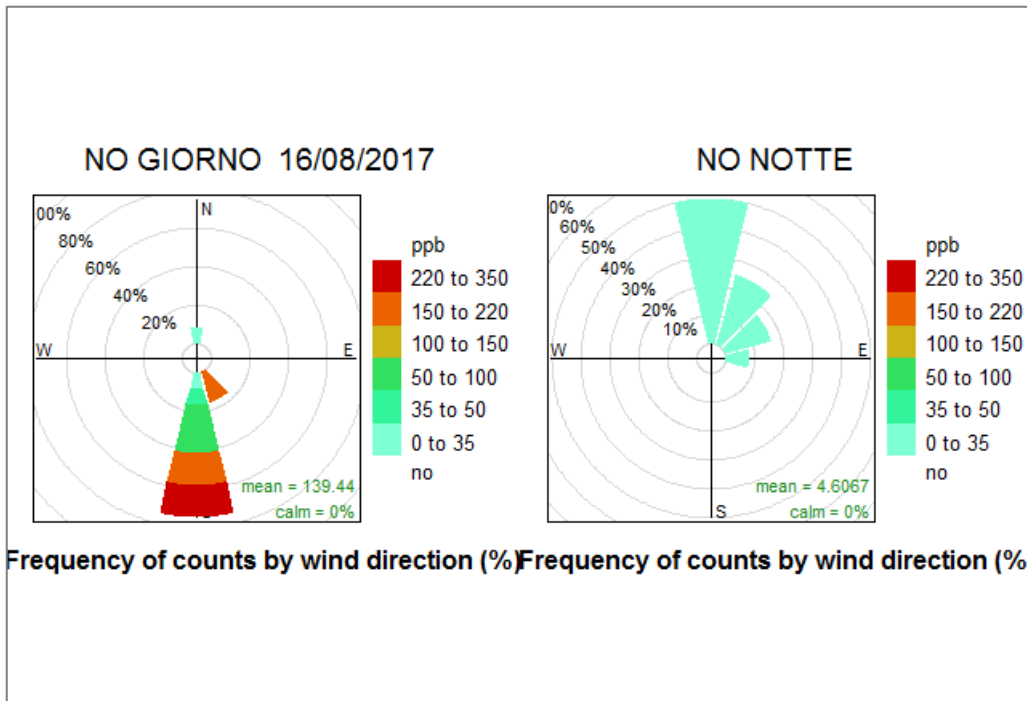 NO GIORNO 16/08/2017
00%
80%
60%
40%
20%
N
W
E
mean = 139.44
calm = 0%
ppb
220 to 350
150 to 220
100 to 150
50 to 100
35 to 50
0 to 35
no
Frequency of counts by wind direction (%)
NO NOTTE
0%
60%
50%
40%
30%
20%
10%
W
E
S
mean = 4.6067
calm = 0%
ppb
220 to 350
150 to 220
100 to 150
50 to 100
35 to 50
0 to 35
no
Frequency of counts by wind direction (%